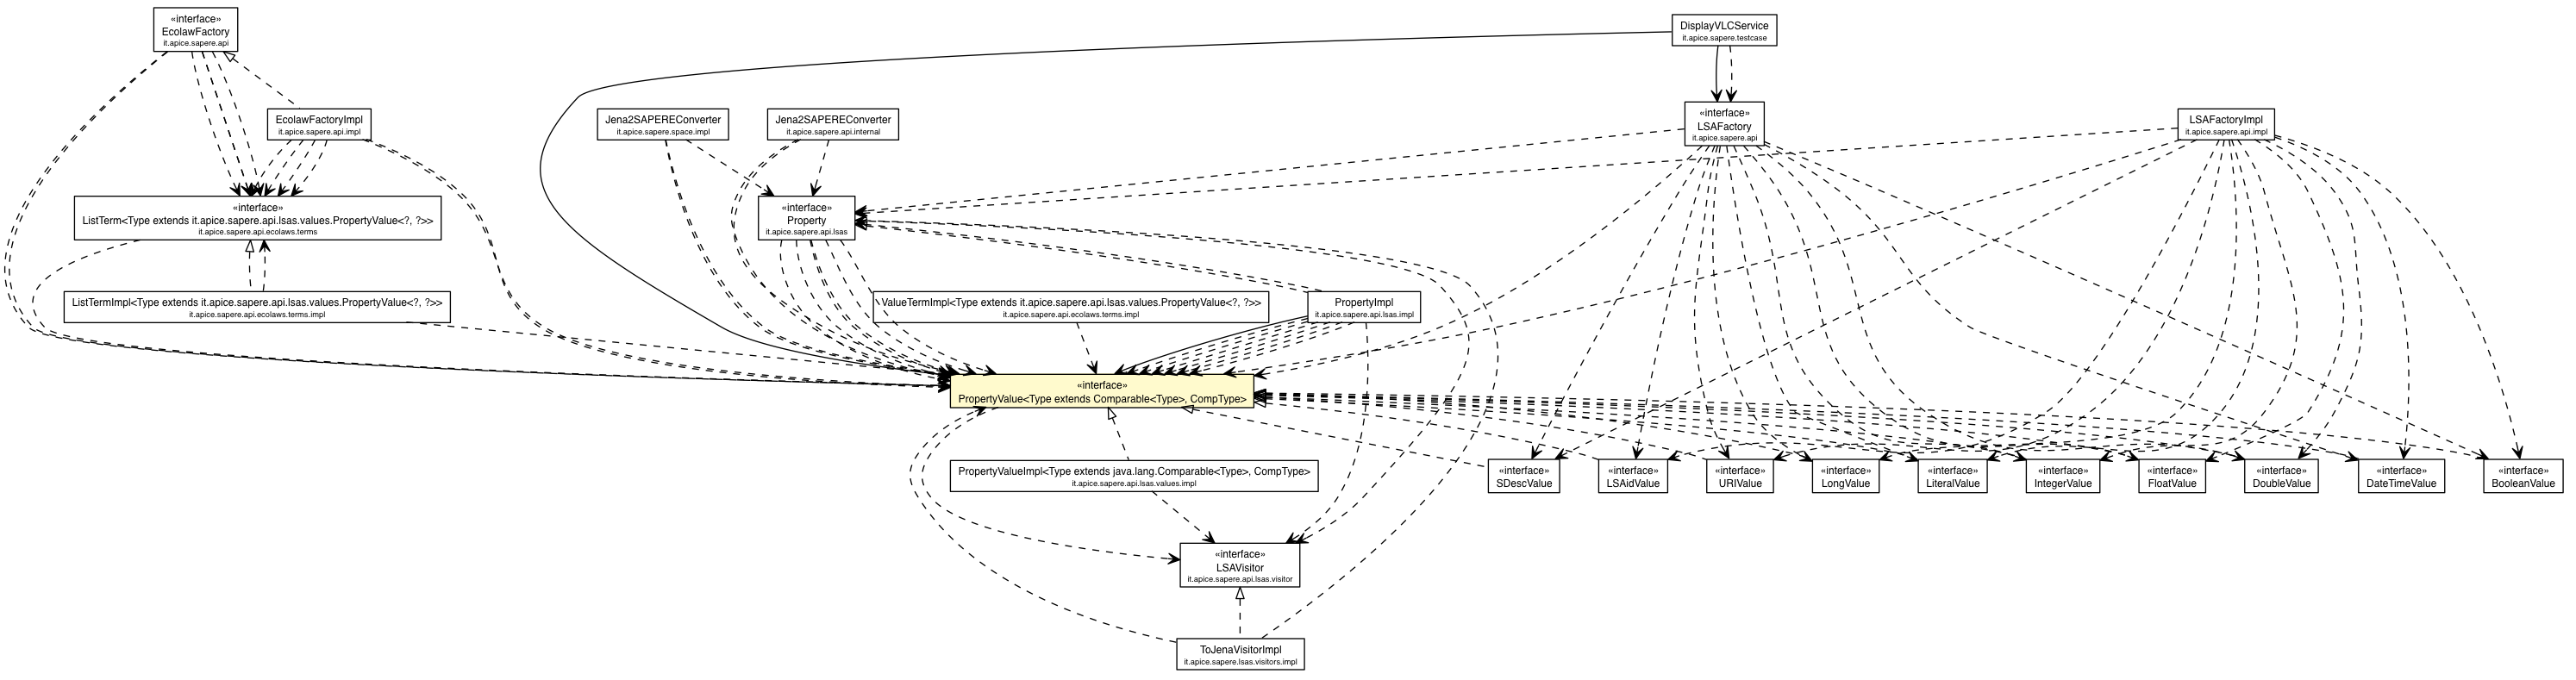 «interface»
EcolawFactory
it.apice.sapere.api
DisplayVLCService
it.apice.sapere.testcase
EcolawFactoryImpl
it.apice.sapere.api.impl
Jena2SAPEREConverter
it.apice.sapere.space.impl
Jena2SAPEREConverter
it.apice.sapere.api.internal
«interface»
LSAFactory
it.apice.sapere.api
LSAFactoryImpl
it.apice.sapere.api.impl
«interface»
ListTerm<Type extends it.apice.sapere.api.lsas.values.PropertyValue<?, ?>>
it.apice.sapere.api.ecolaws.terms
«interface»
Property
it.apice.sapere.api.lsas
ListTermImpl<Type extends it.apice.sapere.api.lsas.values.PropertyValue<?, ?>>
it.apice.sapere.api.ecolaws.terms.impl
ValueTermImpl<Type extends it.apice.sapere.api.lsas.values.PropertyValue<?, ?>>
it.apice.sapere.api.ecolaws.terms.impl
PropertyImpl
it.apice.sapere.api.lsas.impl
«interface»
PropertyValue<Type extends Comparable<Type>, CompType>
PropertyValueImpl<Type extends java.lang.Comparable<Type>, CompType>
it.apice.sapere.api.lsas.values.impl
«interface»
SDescValue
«interface»
LSAidValue
«interface»
URIValue
«interface»
LongValue
«interface»
LiteralValue
«interface»
IntegerValue
«interface»
FloatValue
«interface»
DoubleValue
«interface»
DateTimeValue
«interface»
BooleanValue
«interface»
LSAVisitor
it.apice.sapere.api.lsas.visitor
ToJenaVisitorImpl
it.apice.sapere.lsas.visitors.impl